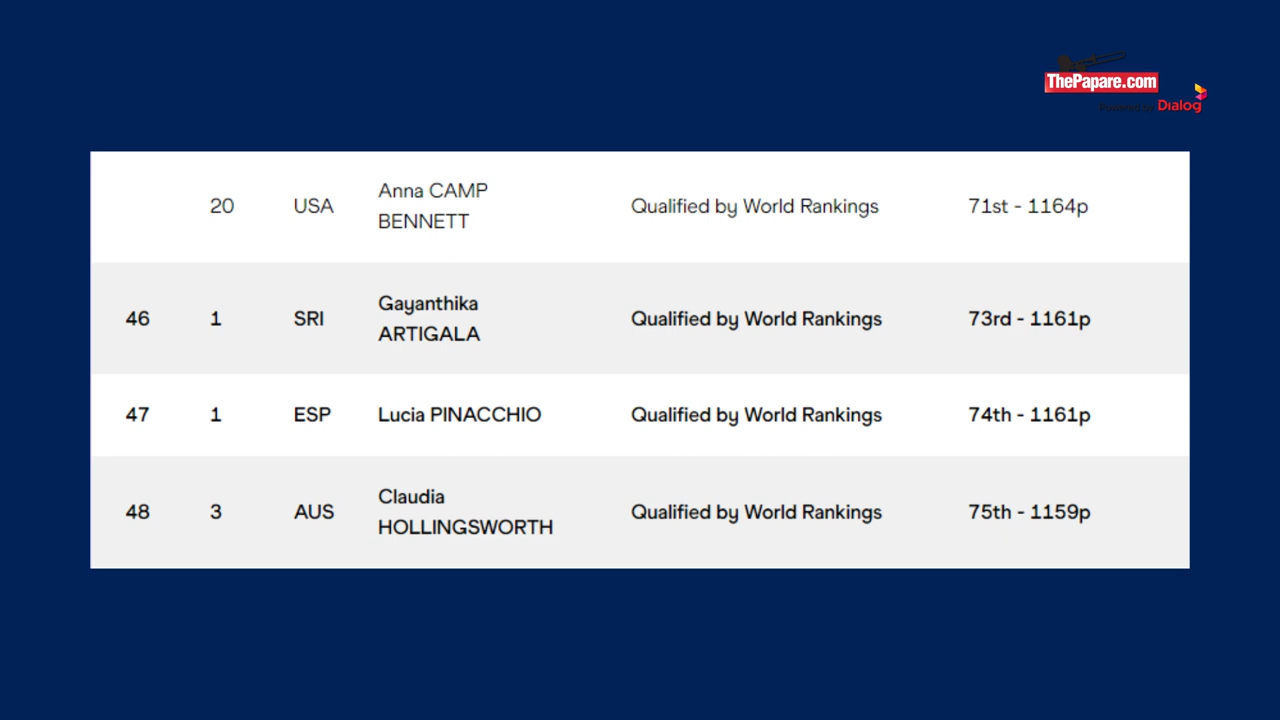 ThePapare.com
Powered by Dialog
20 USA Anna CAMP BENNETT Qualified by World Rankings 71st - 1164p
46 1 SRI Gayanthika ARTIGALA Qualified by World Rankings 73rd - 1161p
47 1 ESP Lucia PINACCHIO Qualified by World Rankings 74th - 1161p
48 3 AUS Claudia HOLLINGSWORTH Qualified by World Rankings 75th - 1159p